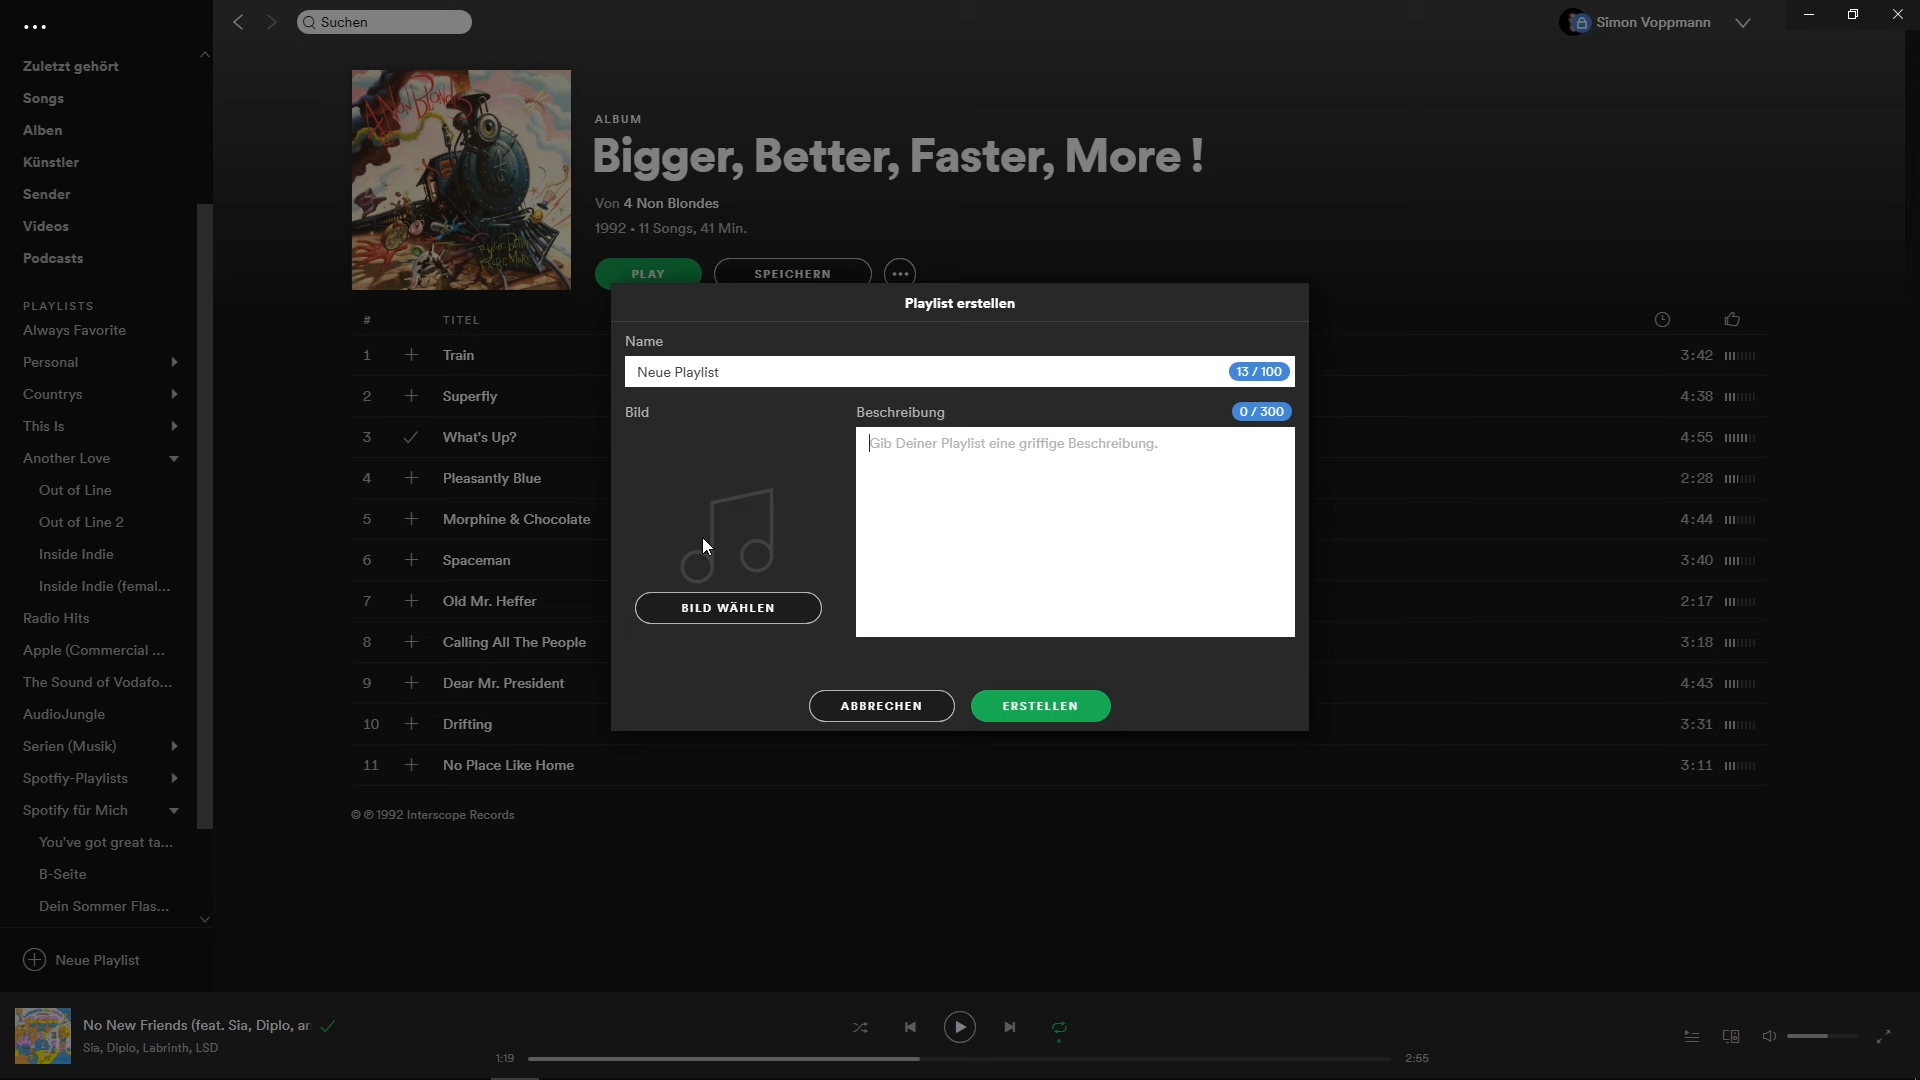 Suchen
Simon Voppmann
Zuletzt gehört
Songs
Alben
Künstler
Sender
Videos
Podcasts
PLAYLISTS
Always Favorite
Personal
Countrys
This Is
Another Love
Out of Line
Out of Line 2
Inside Indie
Inside Indie (femal...
Radio Hits
Apple (Commercial ...
The Sound of Vodafo...
AudioJungle
Serien (Musik)
Spotfiy-Playlists
Spotify für Mich
You've got great ta...
B-Seite
Dein Sommer Flas...
Neue Playlist
4 Non Blondes
Bigger, Better, Faster, More!
ALBUM
Bigger, Better, Faster, More !
Von 4 Non Blondes
1992 • 11 Songs, 41 Min.
PLAY
SPEICHERN
# TITEL
1 Train 3:42
2 Superfly 4:38
3 What's Up? 4:55
4 Pleasantly Blue 2:28
5 Morphine & Chocolate 4:44
6 Spaceman 3:40
7 Old Mr. Heffer 2:17
8 Calling All The People 3:18
9 Dear Mr. President 4:43
10 Drifting 3:31
11 No Place Like Home 3:11
© ℗ 1992 Interscope Records
Playlist erstellen
Name
Neue Playlist 13 / 100
Bild
Beschreibung 0 / 300
Gib Deiner Playlist eine griffige Beschreibung.
BILD WÄHLEN
ABBRECHEN
ERSTELLEN
No New Friends (feat. Sia, Diplo, an
Sia, Diplo, Labrinth, LSD
1:19
2:55